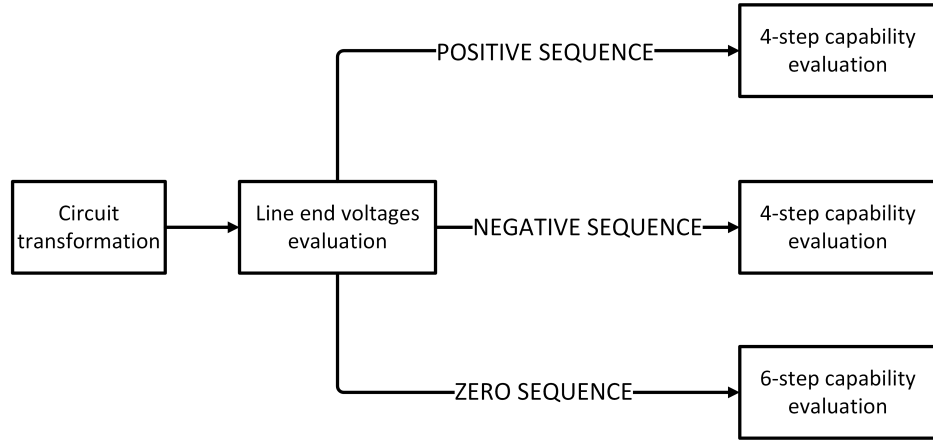 POSITIVE SEQUENCE
4-step capability
evaluation
Circuit
transformation
Line end voltages
evaluation
NEGATIVE SEQUENCE
4-step capability
evaluation
ZERO SEQUENCE
6-step capability
evaluation